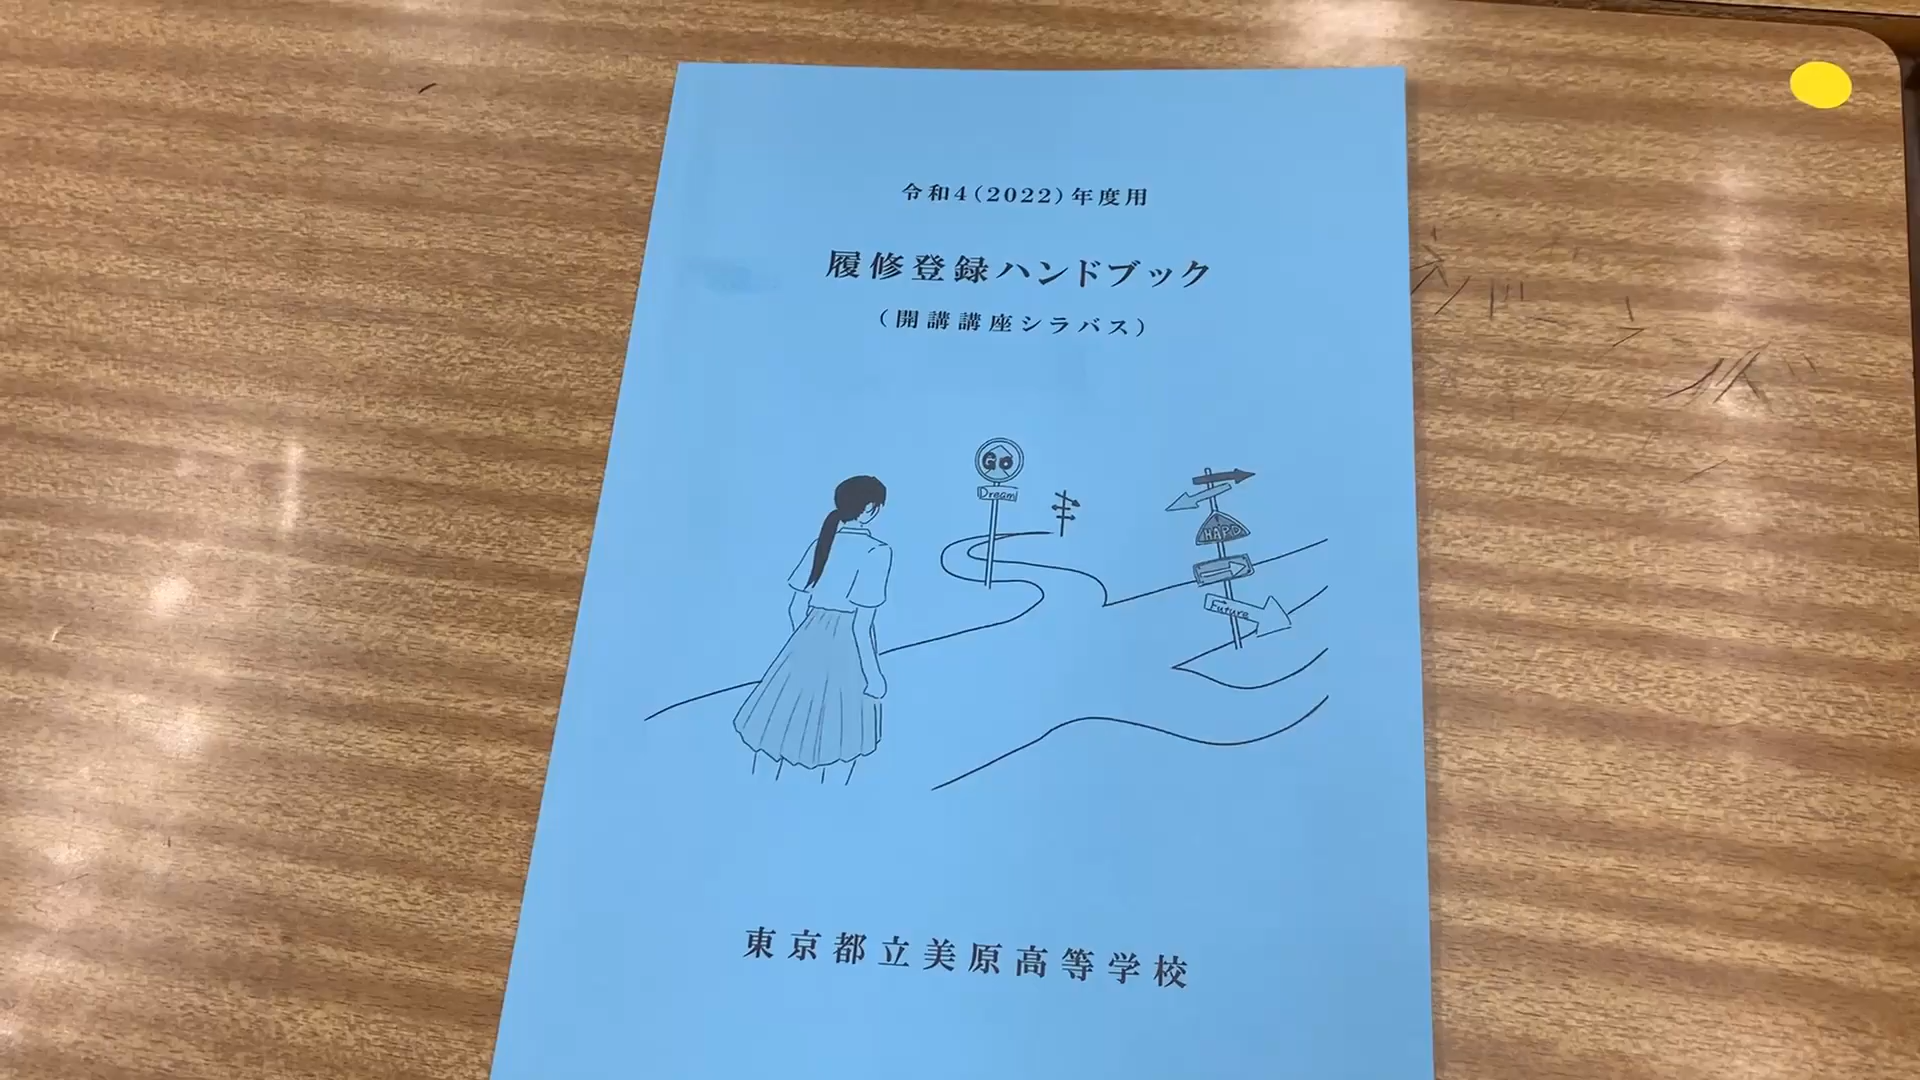 令和4(2022)年度用
履修登録ハンドブック
(開講講座シラバス)
GO
Dream
HARD
Future
東京都立美原高等学校